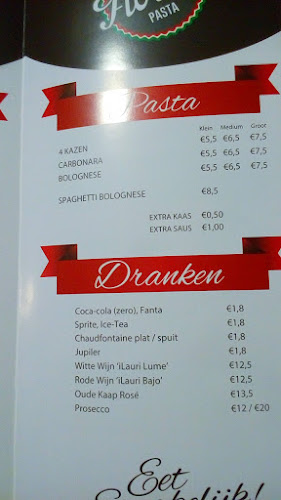 PASTA
Pasta
Klein Medium Groot
4 KAZEN €5,5 €6,5 €7,5
CARBONARA €5,5 €6,5 €7,5
BOLOGNESE €5,5 €6,5 €7,5
SPAGHETTI BOLOGNESE €8,5
EXTRA KAAS €0,50
EXTRA SAUS €1,00
Dranken
Coca-cola (zero), Fanta €1,8
Sprite, Ice-Tea €1,8
Chaudfontaine plat / spuit €1,8
Jupiler €1,8
Witte Wijn 'iLauri Lume' €12,5
Rode Wijn 'iLauri Bajo' €12,5
Oude Kaap Rosé €13,5
Prosecco €12 / €20
Eet